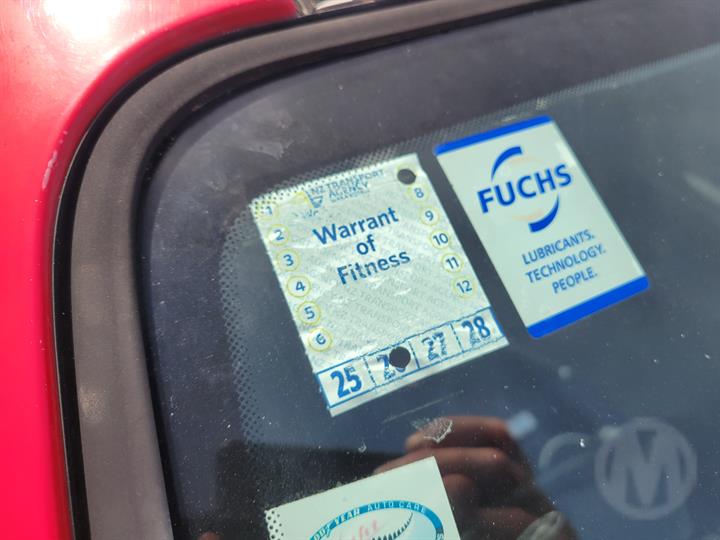 NZ TRANSPORT
AGENCY
1
2
3
4
5
6
Warrant
of
Fitness
8
9
10
11
12
25 27 28
FUCHS
LUBRICANTS.
TECHNOLOGY.
PEOPLE.
YEAR AUTO CARE
M